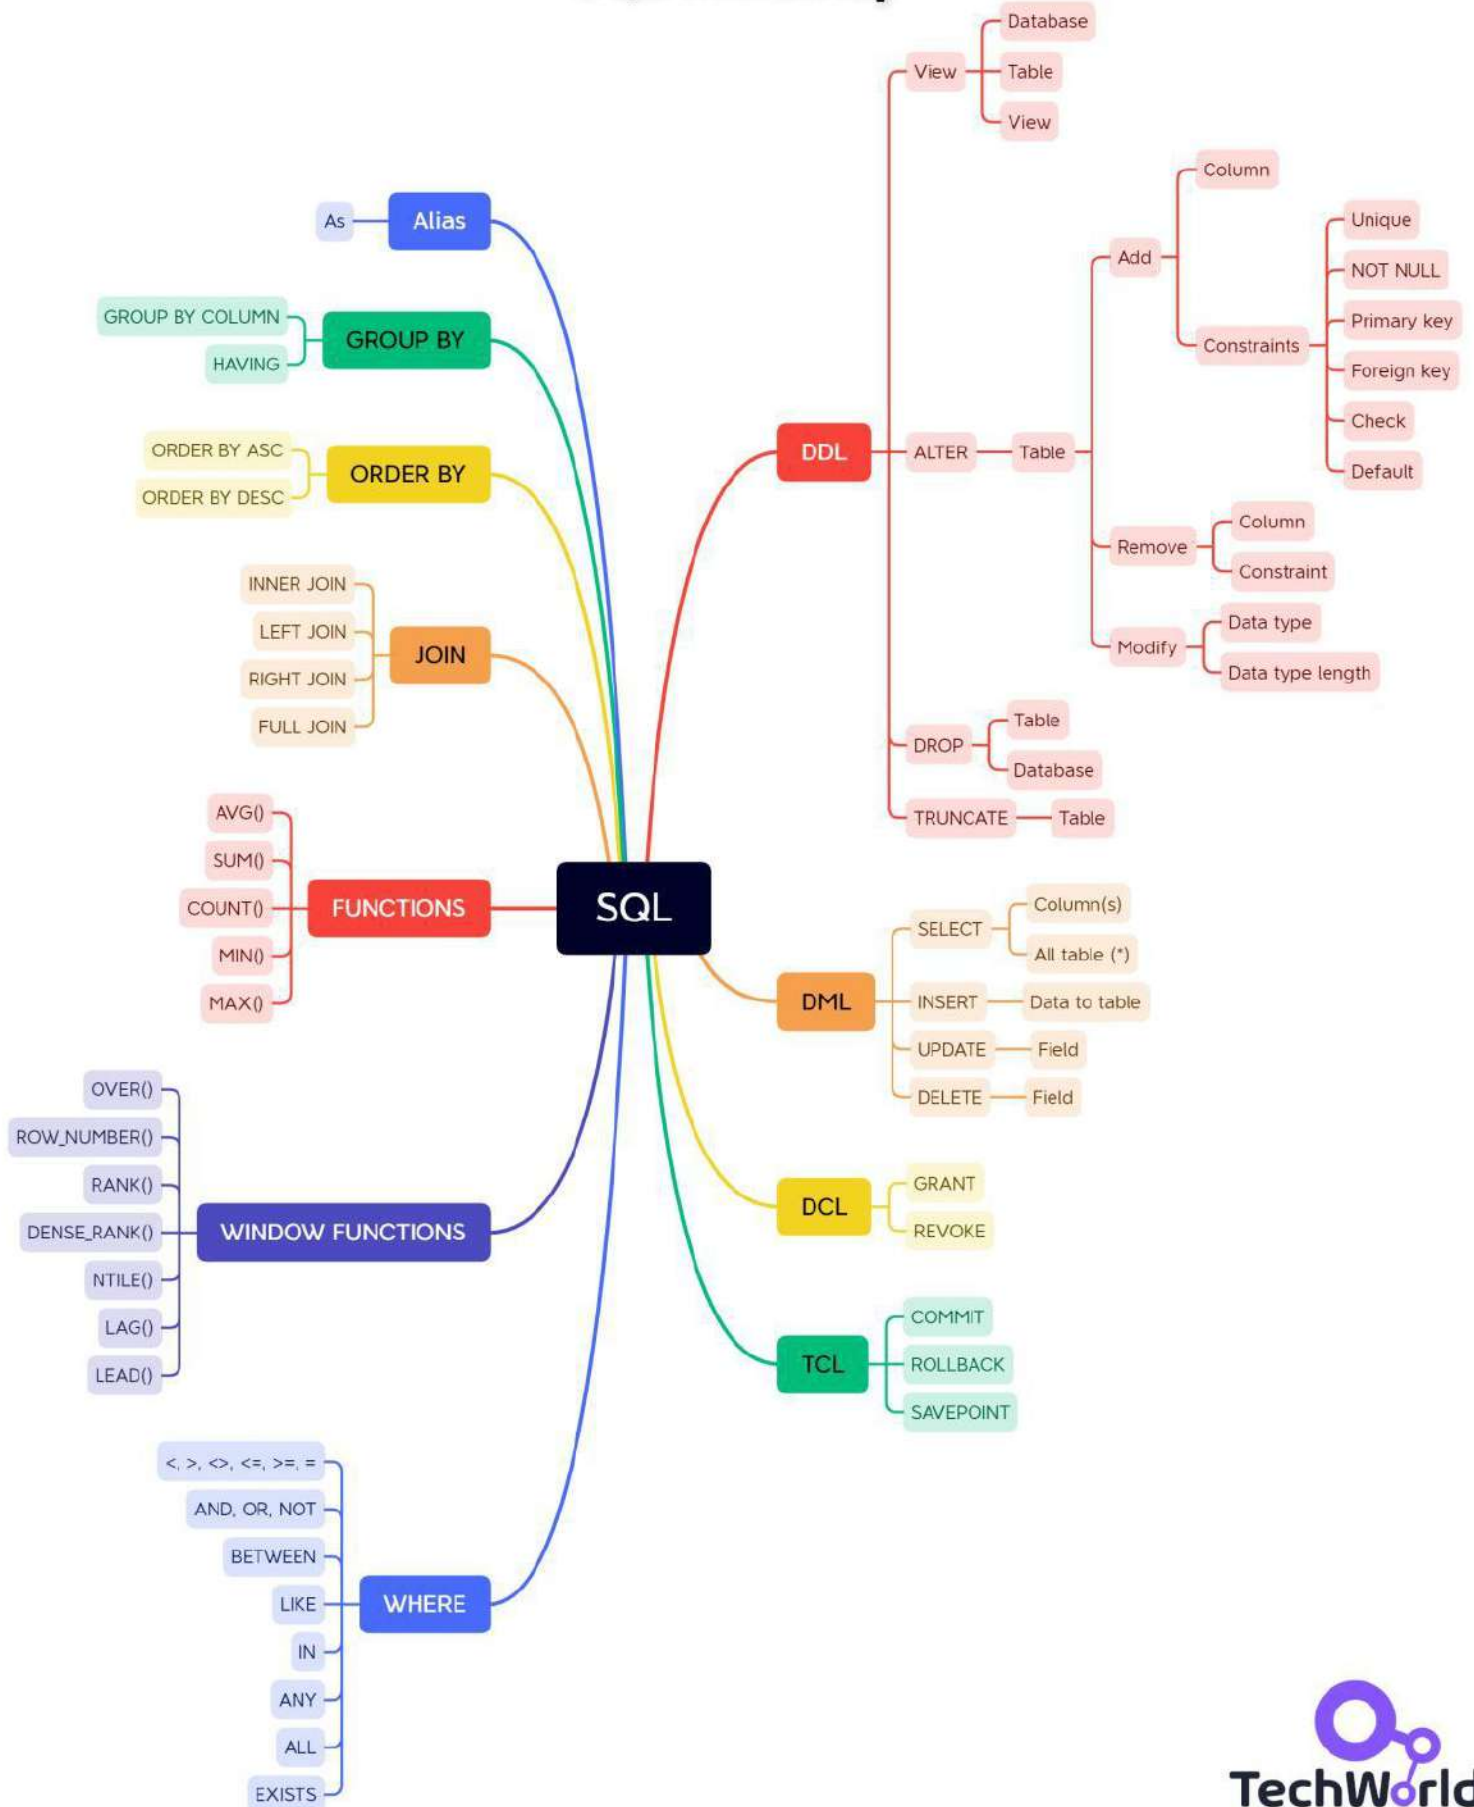 Database
View
Table
View
Column
As
Alias
Unique
Add
NOT NULL
GROUP BY COLUMN
GROUP BY
HAVING
Primary key
Constraints
Foreign key
Check
Default
ORDER BY ASC
ORDER BY
ORDER BY DESC
DDL
ALTER
Table
Column
Remove
Constraint
INNER JOIN
LEFT JOIN
JOIN
RIGHT JOIN
FULL JOIN
Data type
Modify
Data type length
Table
DROP
Database
TRUNCATE
Table
AVG()
SUM()
COUNT()
FUNCTIONS
MIN()
MAX()
SQL
Column(s)
SELECT
All table (*)
DML
INSERT
Data to table
UPDATE
Field
DELETE
Field
OVER()
ROW_NUMBER()
RANK()
DENSE_RANK()
WINDOW FUNCTIONS
NTILE()
LAG()
LEAD()
GRANT
DCL
REVOKE
COMMIT
TCL
ROLLBACK
SAVEPOINT
<, >, <>, <=, >=, =
AND, OR, NOT
BETWEEN
LIKE
WHERE
IN
ANY
ALL
EXISTS
TechWorld